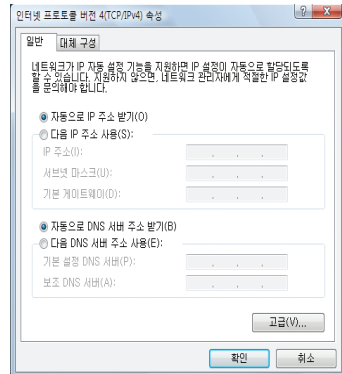 인터넷 프로토콜 버전 4(TCP/IPv4) 속성
일반 대체 구성
네트워크가 IP 자동 설정 기능을 지원하면 IP 설정이 자동으로 할당되도록
할 수 있습니다. 지원하지 않으면, 네트워크 관리자에게 적절한 IP 설정값
을 문의해야 합니다.
자동으로 IP 주소 받기(O)
다음 IP 주소 사용(S):
IP 주소(I):
서브넷 마스크(U):
기본 게이트웨이(D):
자동으로 DNS 서버 주소 받기(B)
다음 DNS 서버 주소 사용(E):
기본 설정 DNS 서버(P):
보조 DNS 서버(A):
고급(V)...
확인 취소